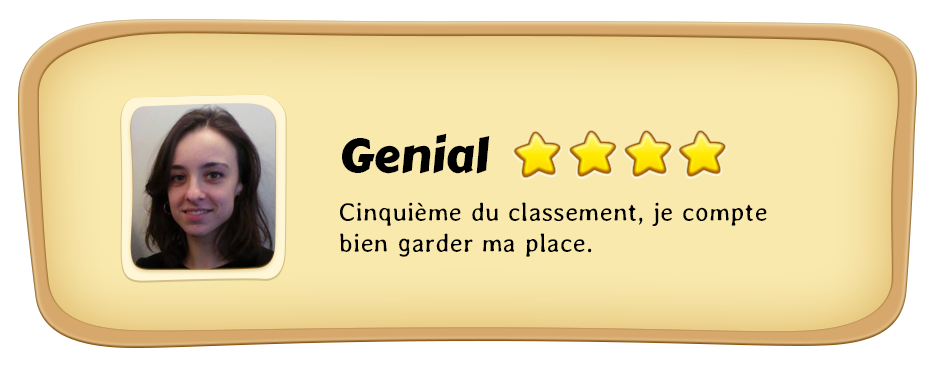 Genial
Cinquième du classement, je compte
bien garder ma place.